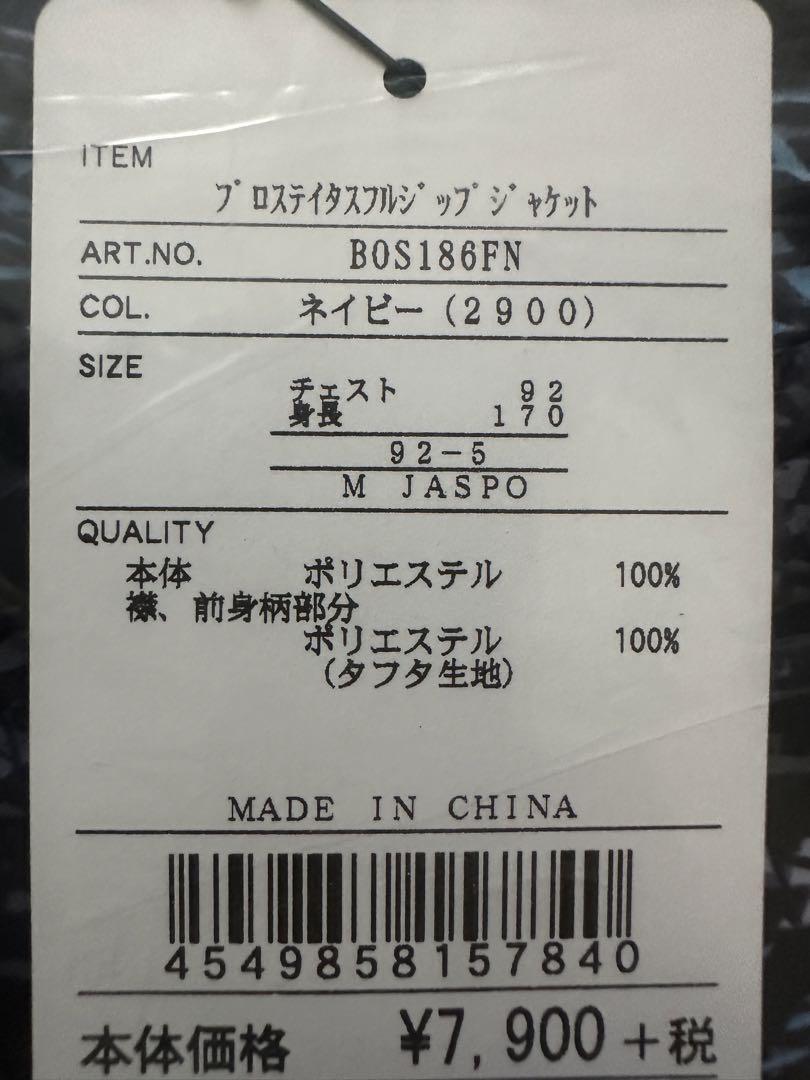 ITEM
プロステイタスフルジップジャケット
ART.NO. BOS186FN
COL. ネイビー(2900)
SIZE
チェスト 92
身長 170
92-5
M JASPO
QUALITY
本体 ポリエステル 100%
襟、前身柄部分
ポリエステル 100%
(タフタ生地)
MADE IN CHINA
4549858157840
本体価格 ¥7,900+税